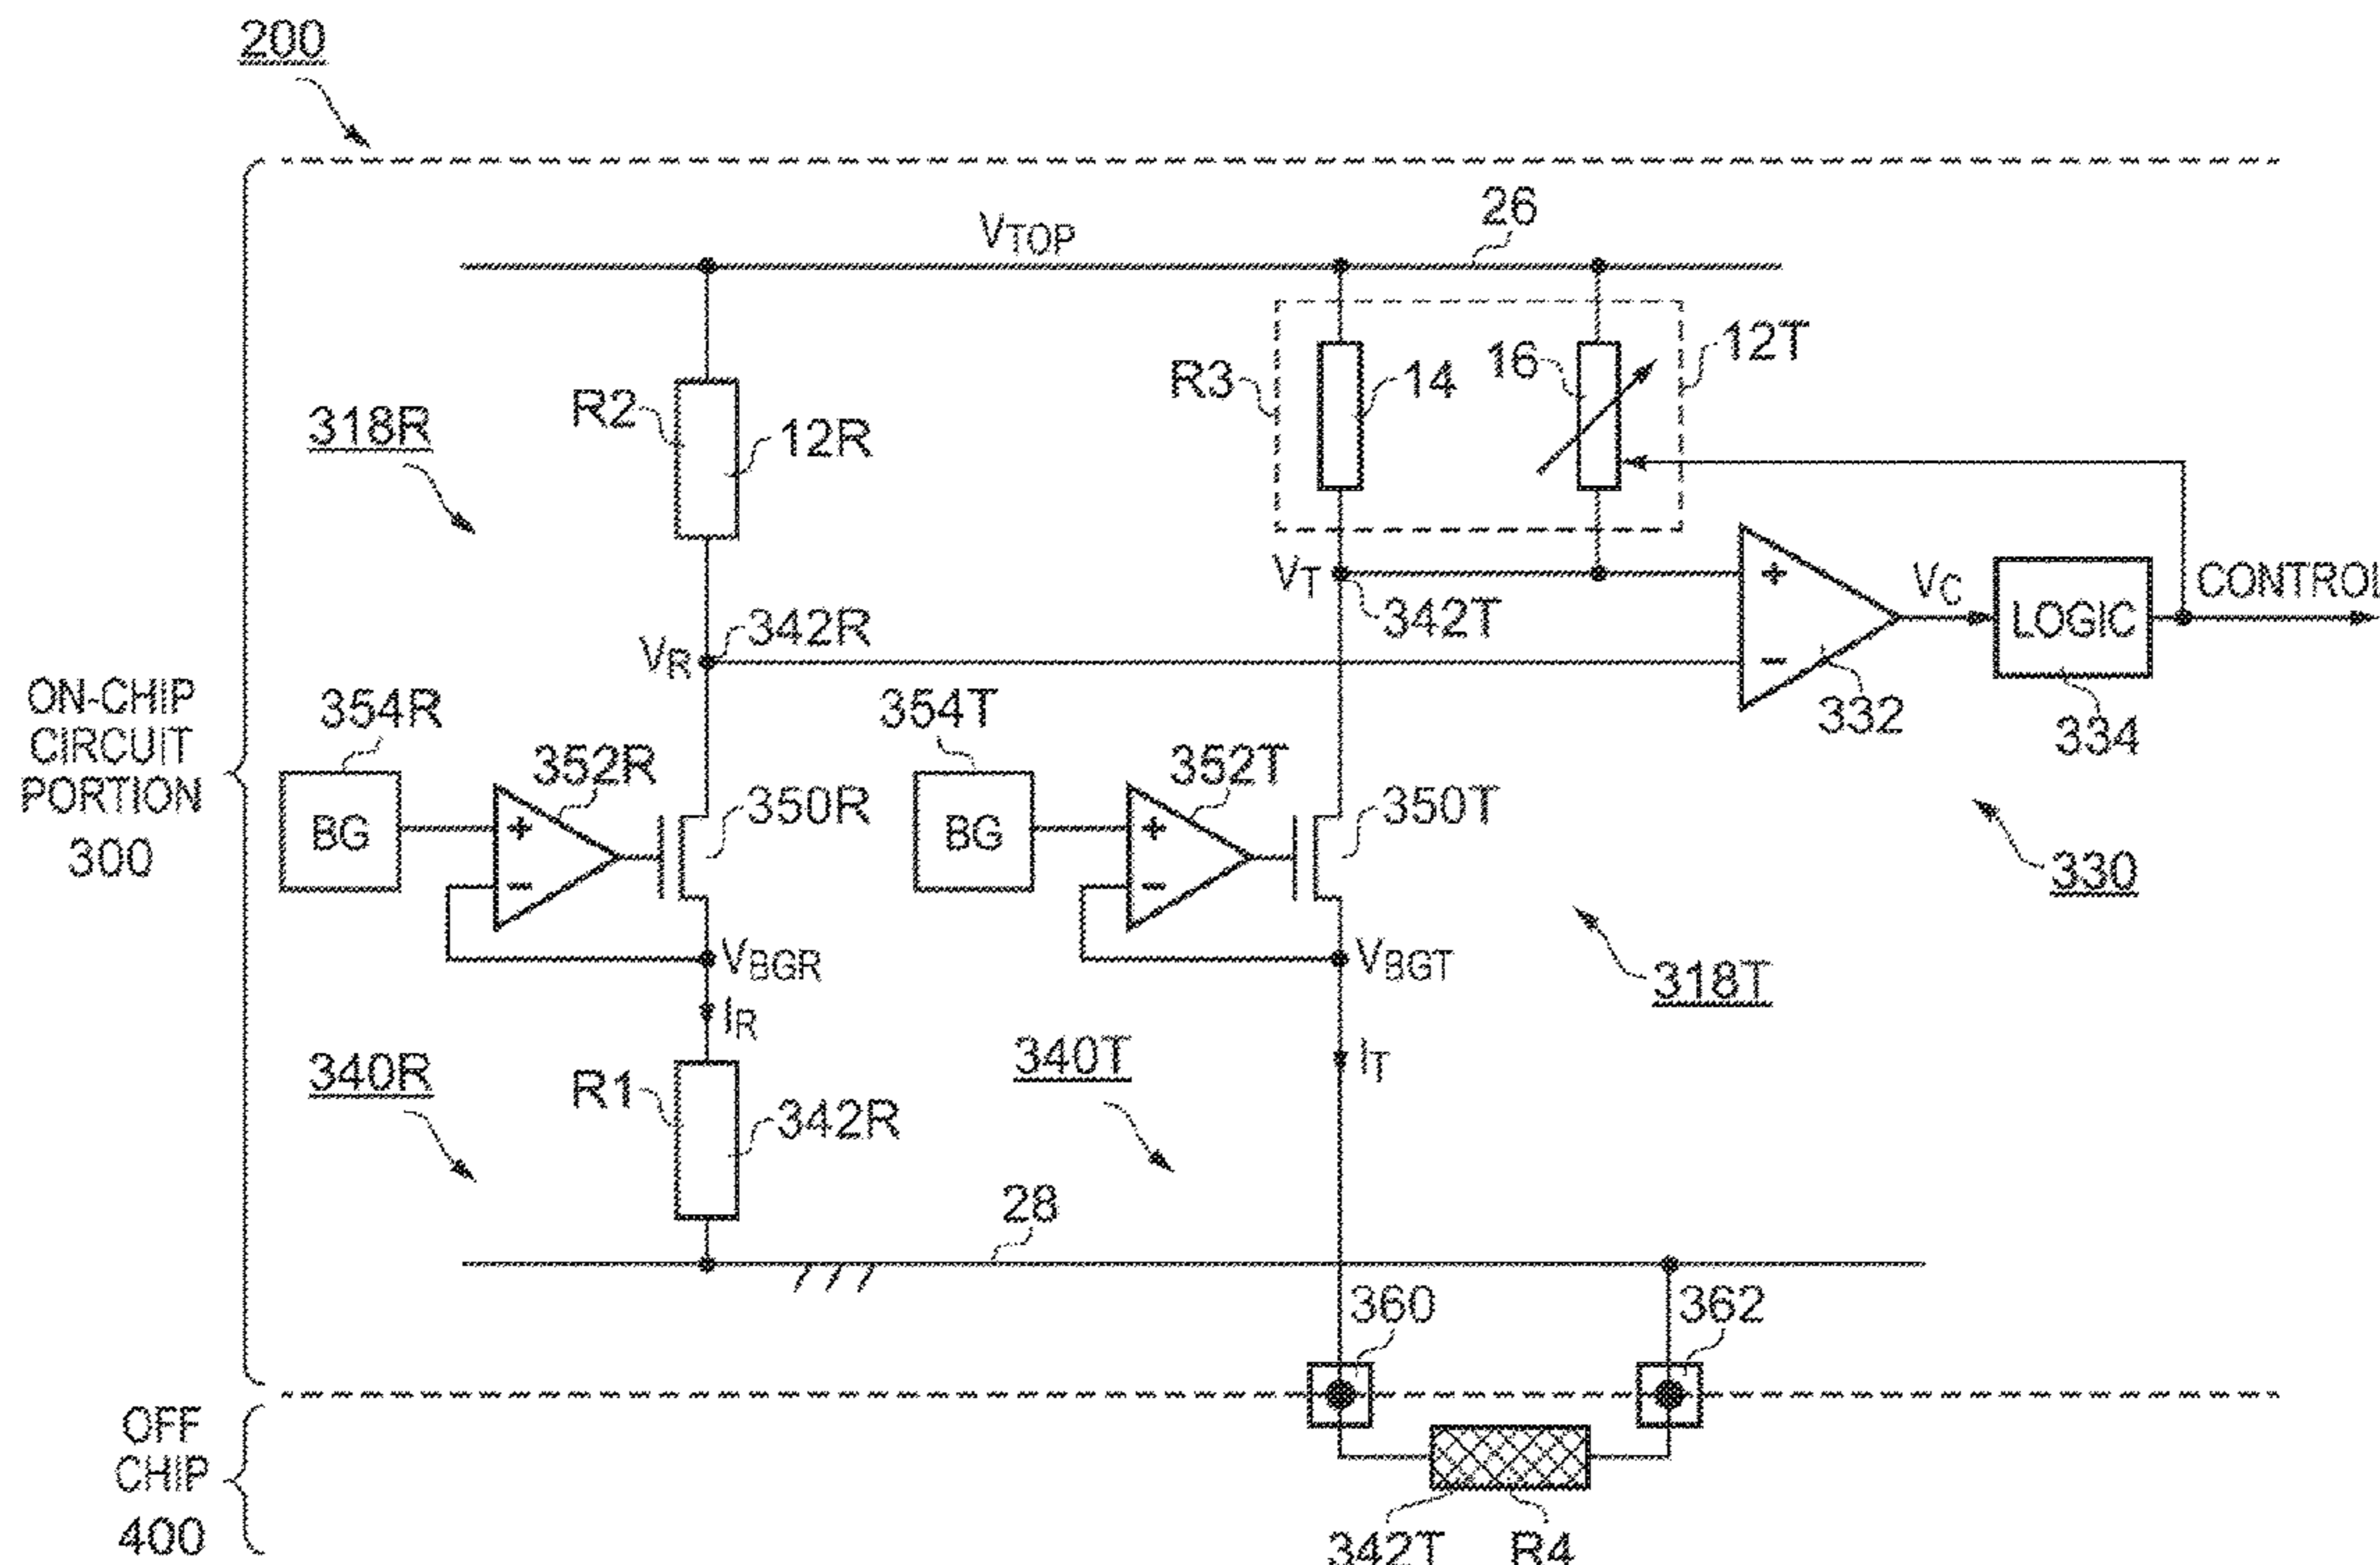 200
VTOP
26
R3
14
16
12T
R2
12R
318R
VT
342T
VC
LOGIC
CONTROL
VR
342R
332
334
ON-CHIP
CIRCUIT
PORTION
300
354R
352R
BG
+
−
350R
354T
352T
BG
+
−
350T
+
−
330
VBGR
VBGT
318T
IR
IT
340R
340T
R1
342R
28
360
362
OFF
CHIP
400
342T
R4